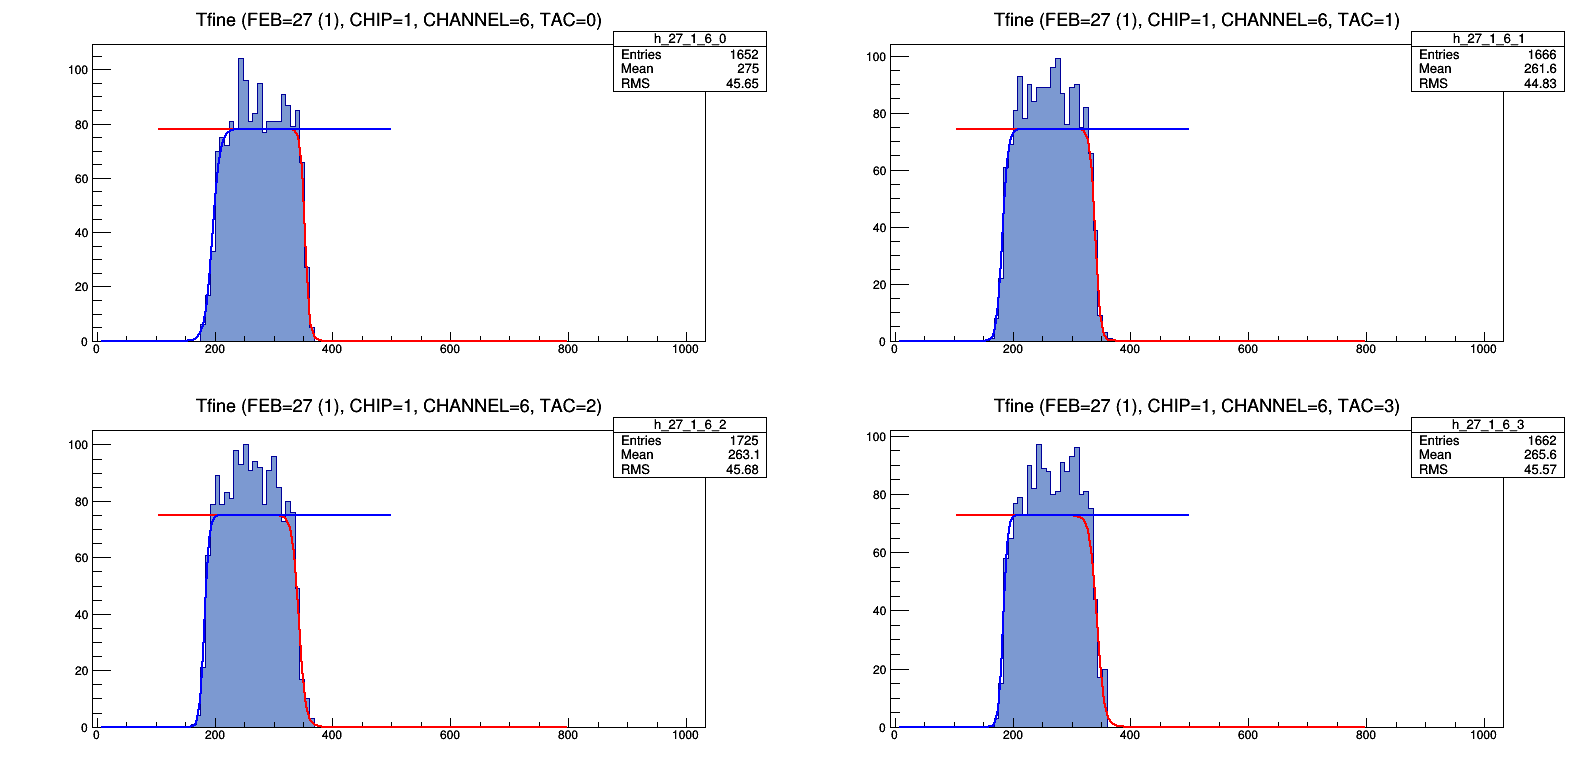 Tfine (FEB=27 (1), CHIP=1, CHANNEL=6, TAC=0)
h_27_1_6_0
Entries 1652
Mean 275
RMS 45.65
100
80
60
40
20
0
0 200 400 600 800 1000
Tfine (FEB=27 (1), CHIP=1, CHANNEL=6, TAC=1)
h_27_1_6_1
Entries 1666
Mean 261.6
RMS 44.83
100
80
60
40
20
0
0 200 400 600 800 1000
Tfine (FEB=27 (1), CHIP=1, CHANNEL=6, TAC=2)
h_27_1_6_2
Entries 1725
Mean 263.1
RMS 45.68
100
80
60
40
20
0
0 200 400 600 800 1000
Tfine (FEB=27 (1), CHIP=1, CHANNEL=6, TAC=3)
h_27_1_6_3
Entries 1662
Mean 265.6
RMS 45.57
100
80
60
40
20
0
0 200 400 600 800 1000